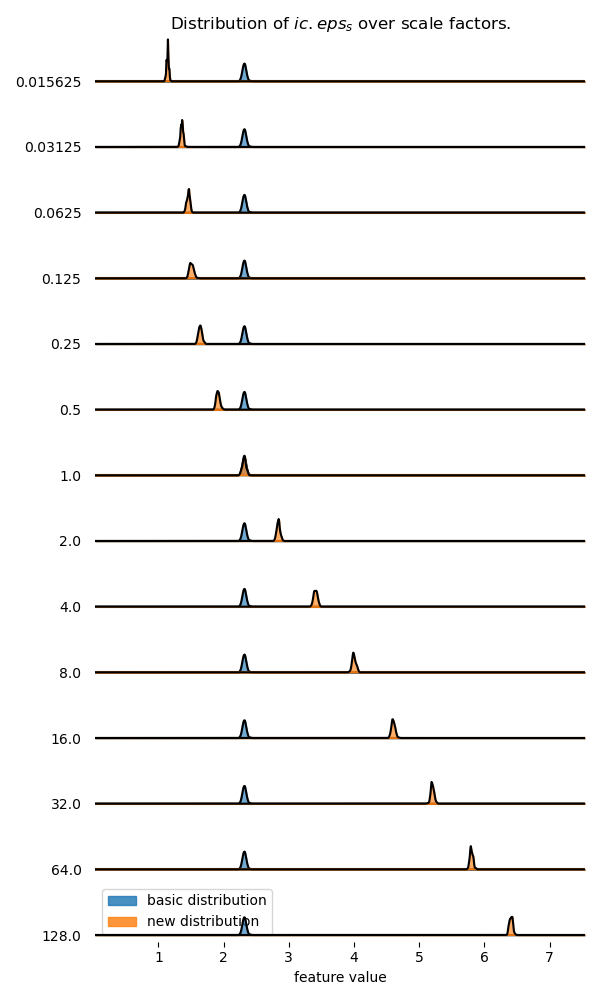 Distribution of ic.eps_s over scale factors.
0.015625
0.03125
0.0625
0.125
0.25
0.5
1.0
2.0
4.0
8.0
16.0
32.0
64.0
basic distribution
new distribution
128.0
1 2 3 4 5 6 7
feature value